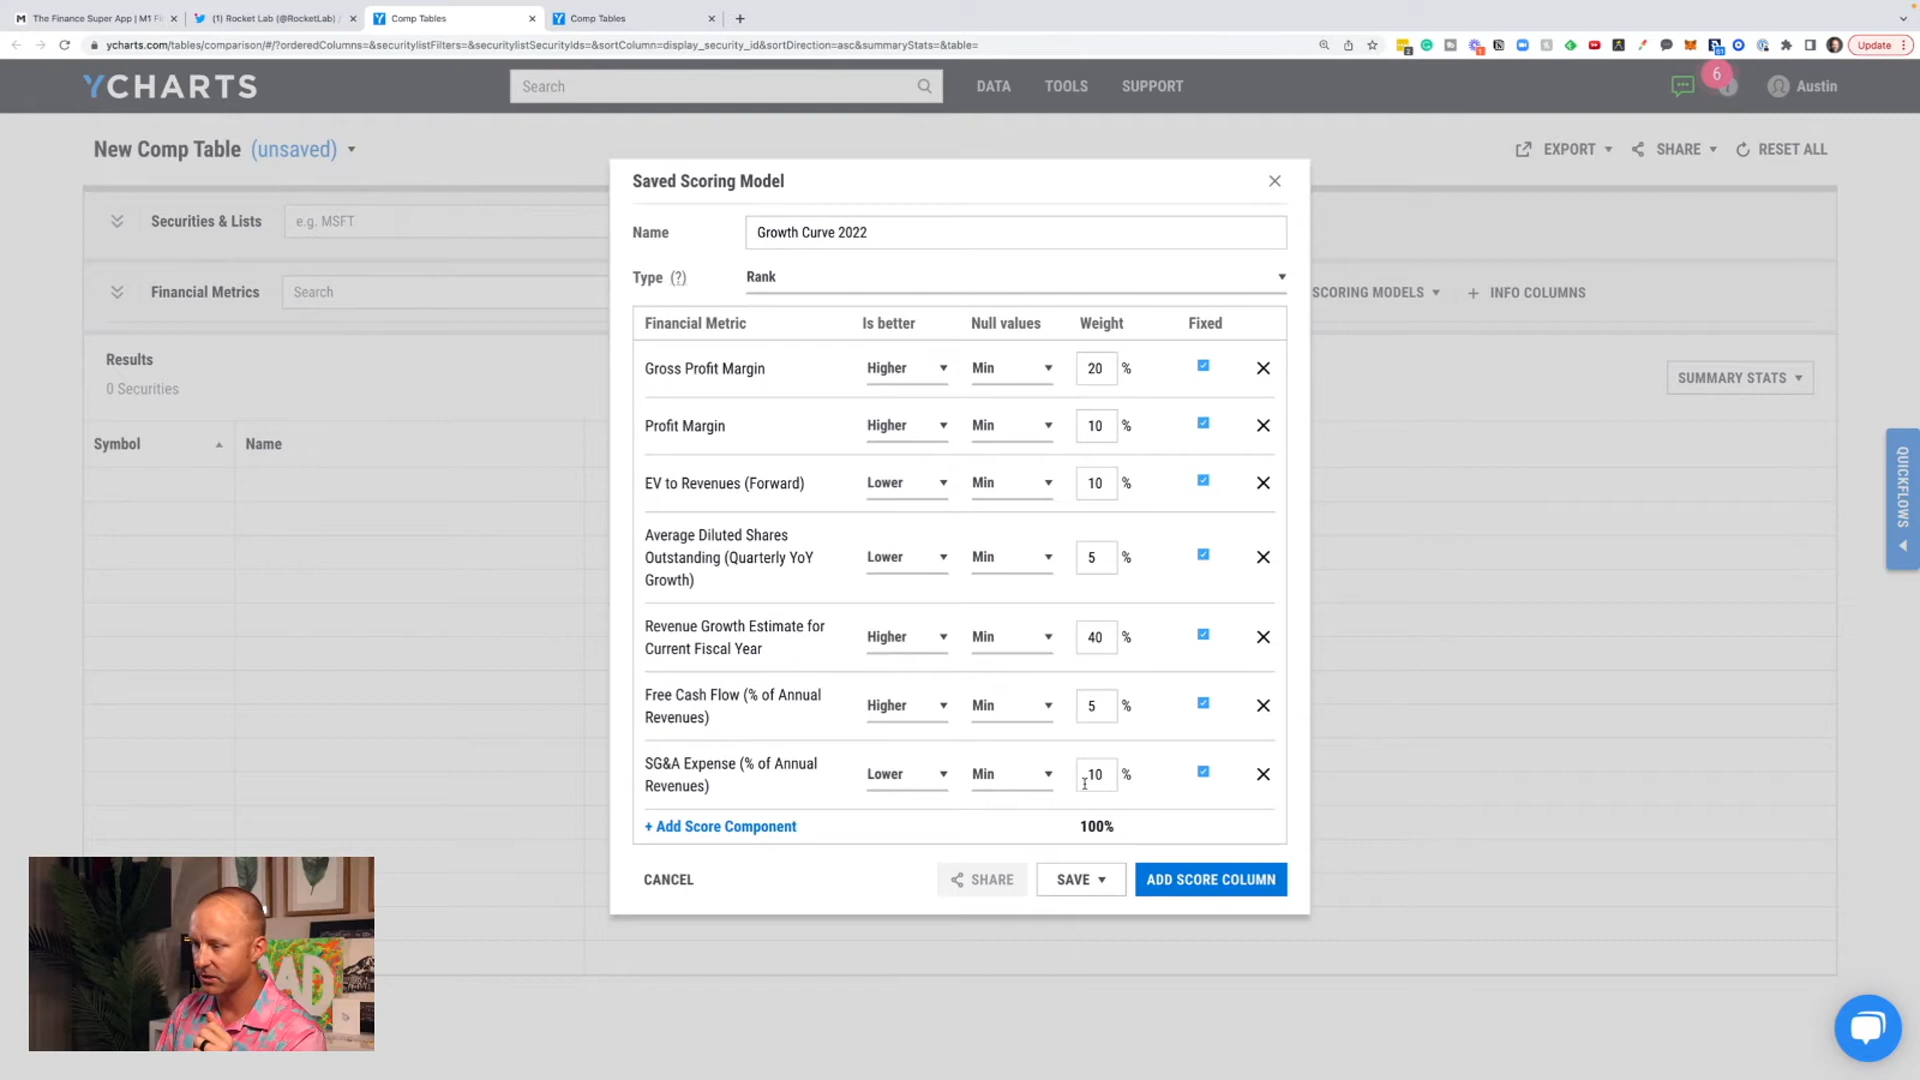 The Finance Super App | M1 Fi
(1) Rocket Lab (@RocketLab) /
Comp Tables
Comp Tables
ycharts.com/tables/comparison/#/?orderedColumns=&securitylistFilters=&securitylistSecurityIds=&sortColumn=display_security_id&sortDirection=asc&summaryStats=&table=
Update
YCHARTS
Search
DATA
TOOLS
SUPPORT
6
Austin
New Comp Table (unsaved)
EXPORT
SHARE
RESET ALL
Securities & Lists
e.g. MSFT
Financial Metrics
Search
SCORING MODELS
+ INFO COLUMNS
Results
0 Securities
SUMMARY STATS
Symbol
Name
QUICKFLOWS
Saved Scoring Model
Name
Growth Curve 2022
Type (?)
Rank
Financial Metric Is better Null values Weight Fixed
Gross Profit Margin Higher Min 20 %
Profit Margin Higher Min 10 %
EV to Revenues (Forward) Lower Min 10 %
Average Diluted Shares
Outstanding (Quarterly YoY Lower Min 5 %
Growth)
Revenue Growth Estimate for
Current Fiscal Year Higher Min 40 %
Free Cash Flow (% of Annual
Revenues) Higher Min 5 %
SG&A Expense (% of Annual
Revenues) Lower Min 10 %
+ Add Score Component 100%
CANCEL
SHARE
SAVE
ADD SCORE COLUMN